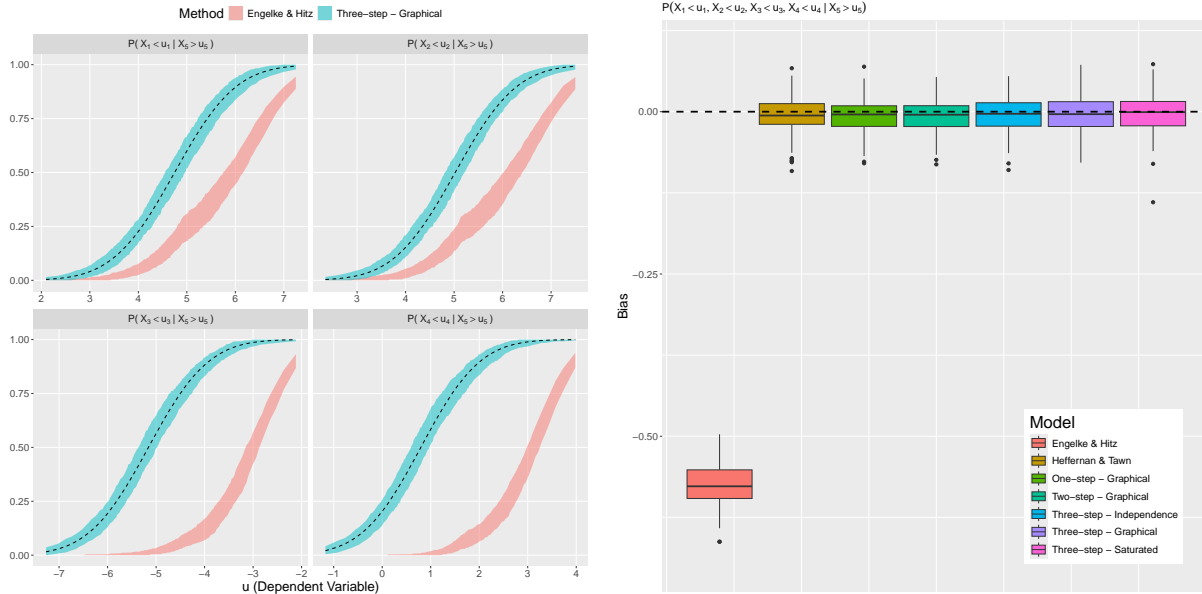 Method Engelke & Hitz Three−step − Graphical
P( X1 < u1 | X5 > u5 )
P( X2 < u2 | X5 > u5 )
1.00
0.75
0.50
0.25
0.00
2 3 4 5 6 7
3 4 5 6 7
P( X3 < u3 | X5 > u5 )
P( X4 < u4 | X5 > u5 )
1.00
0.75
0.50
0.25
0.00
−7 −6 −5 −4 −3 −2
−1 0 1 2 3 4
u (Dependent Variable)
P(X1 < u1, X2 < u2, X3 < u3, X4 < u4 | X5 > u5)
0.00
−0.25
−0.50
Bias
Model
Engelke & Hitz
Heffernan & Tawn
One−step − Graphical
Two−step − Graphical
Three−step − Independence
Three−step − Graphical
Three−step − Saturated